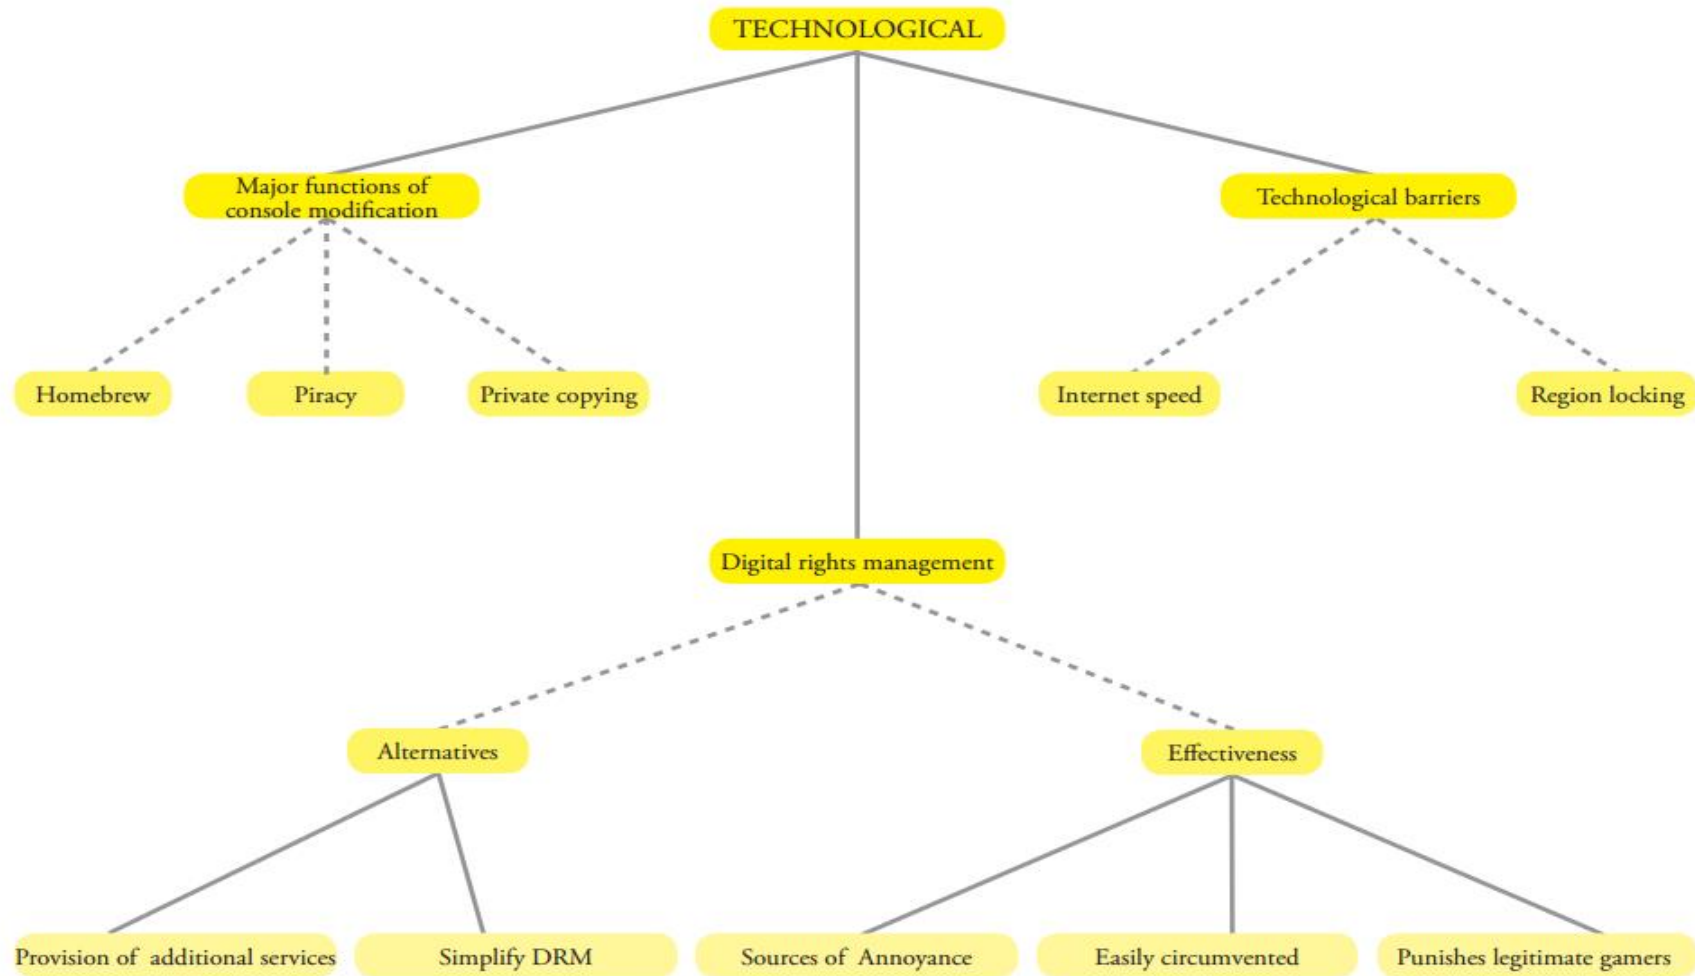 TECHNOLOGICAL
Major functions of
console modification
Technological barriers
Homebrew
Piracy
Private copying
Internet speed
Region locking
Digital rights management
Alternatives
Effectiveness
Provision of additional services
Simplify DRM
Sources of Annoyance
Easily circumvented
Punishes legitimate gamers